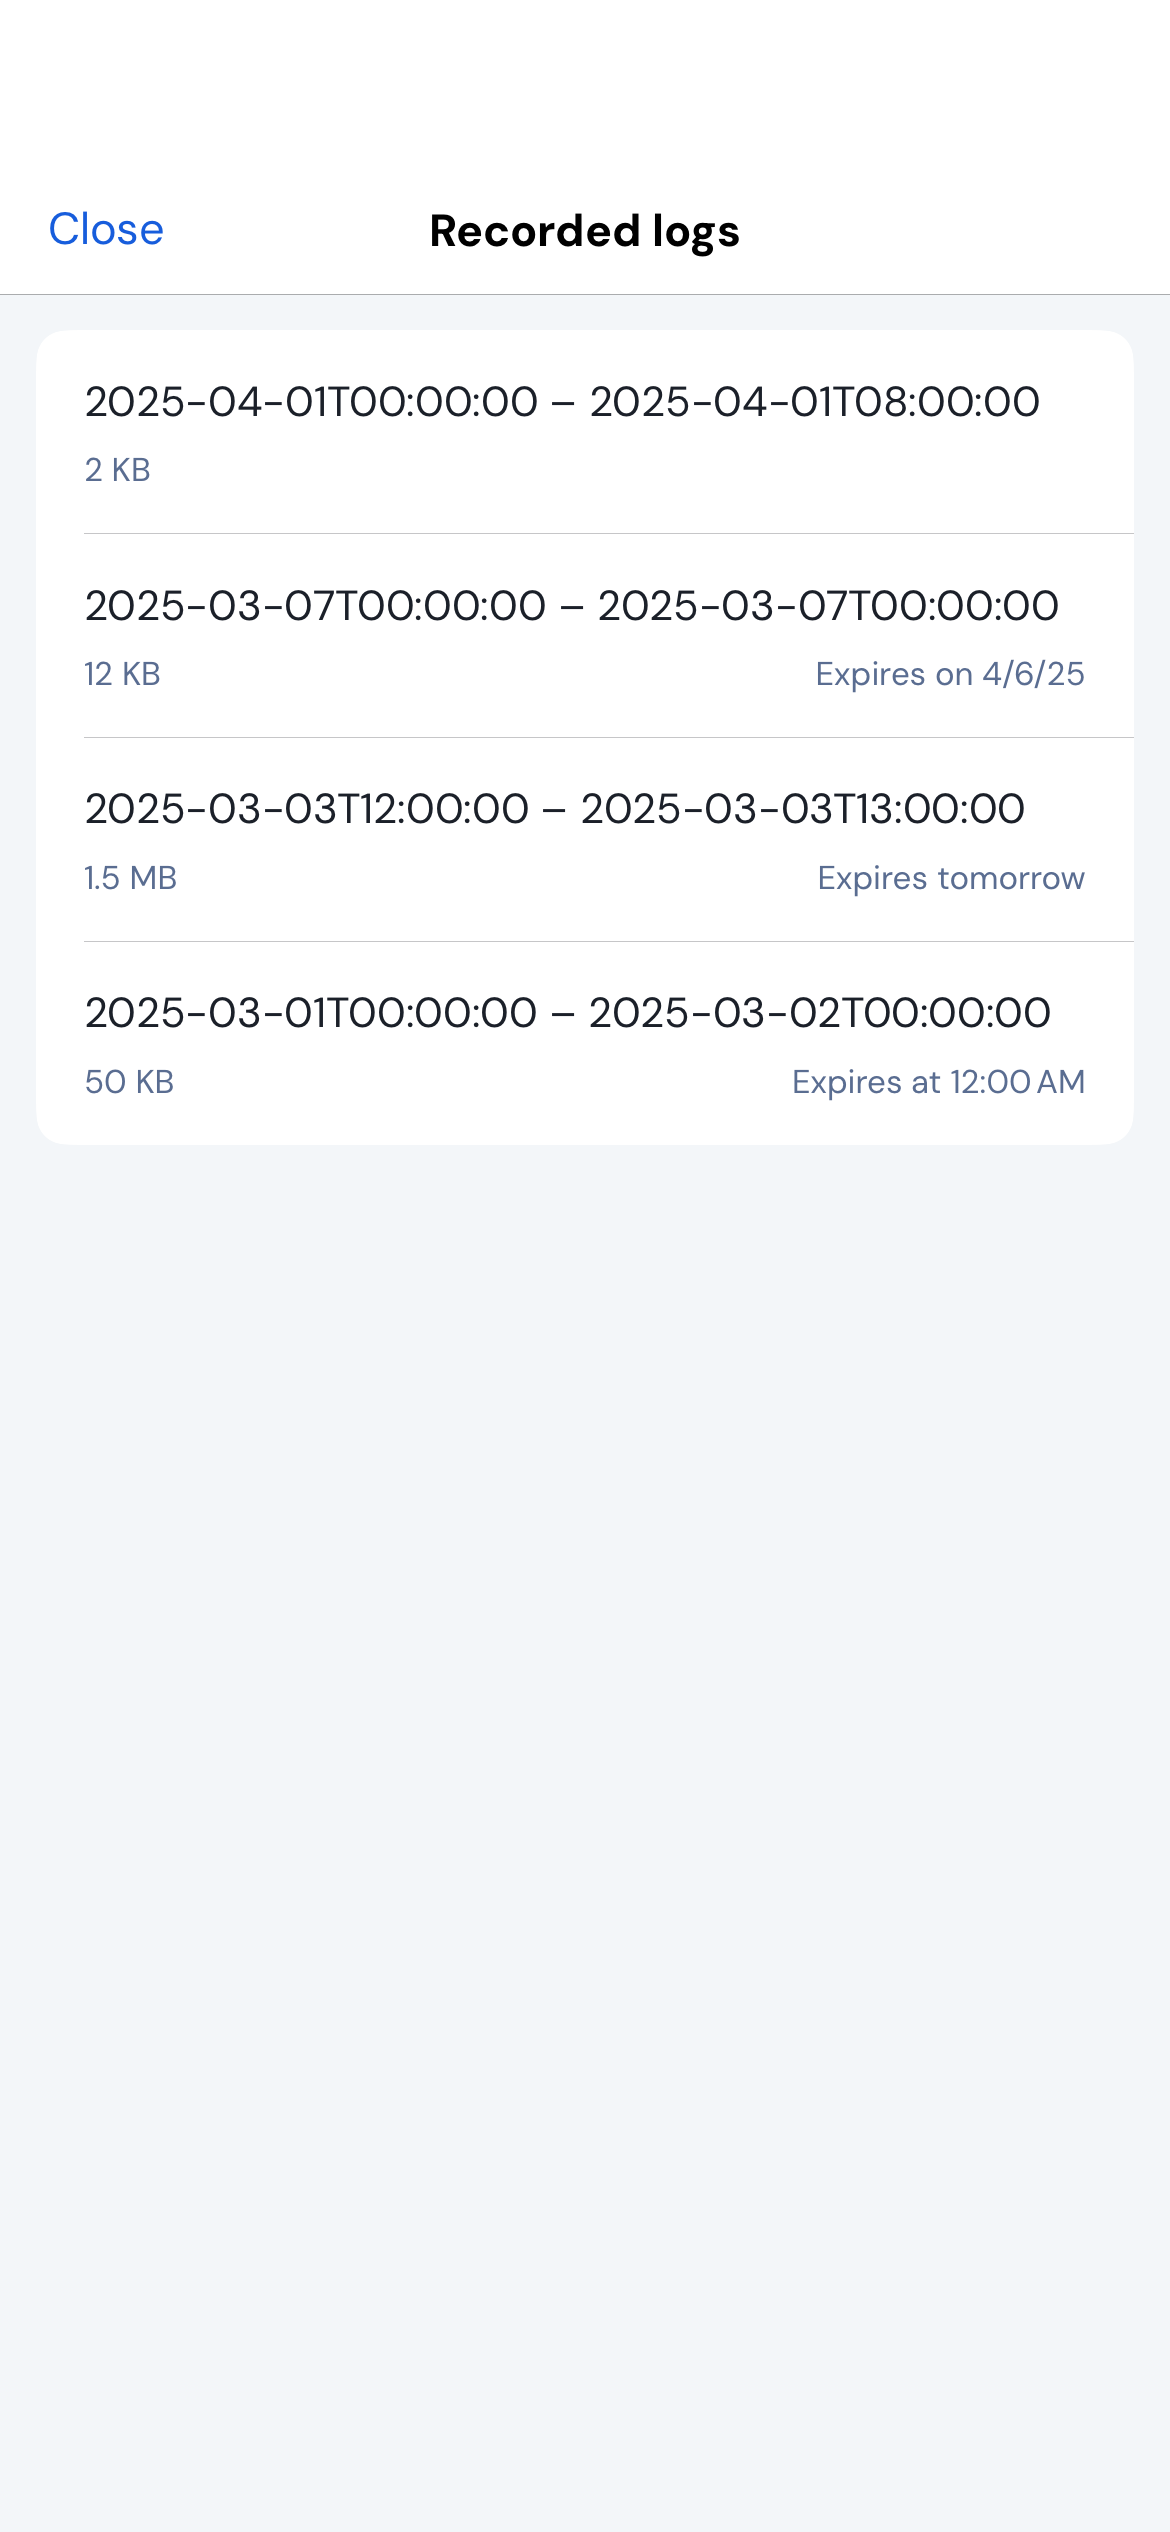 Close
Recorded logs
2025-04-01T00:00:00 – 2025-04-01T08:00:00
2 KB
2025-03-07T00:00:00 – 2025-03-07T00:00:00
12 KB
Expires on 4/6/25
2025-03-03T12:00:00 – 2025-03-03T13:00:00
1.5 MB
Expires tomorrow
2025-03-01T00:00:00 – 2025-03-02T00:00:00
50 KB
Expires at 12:00 AM